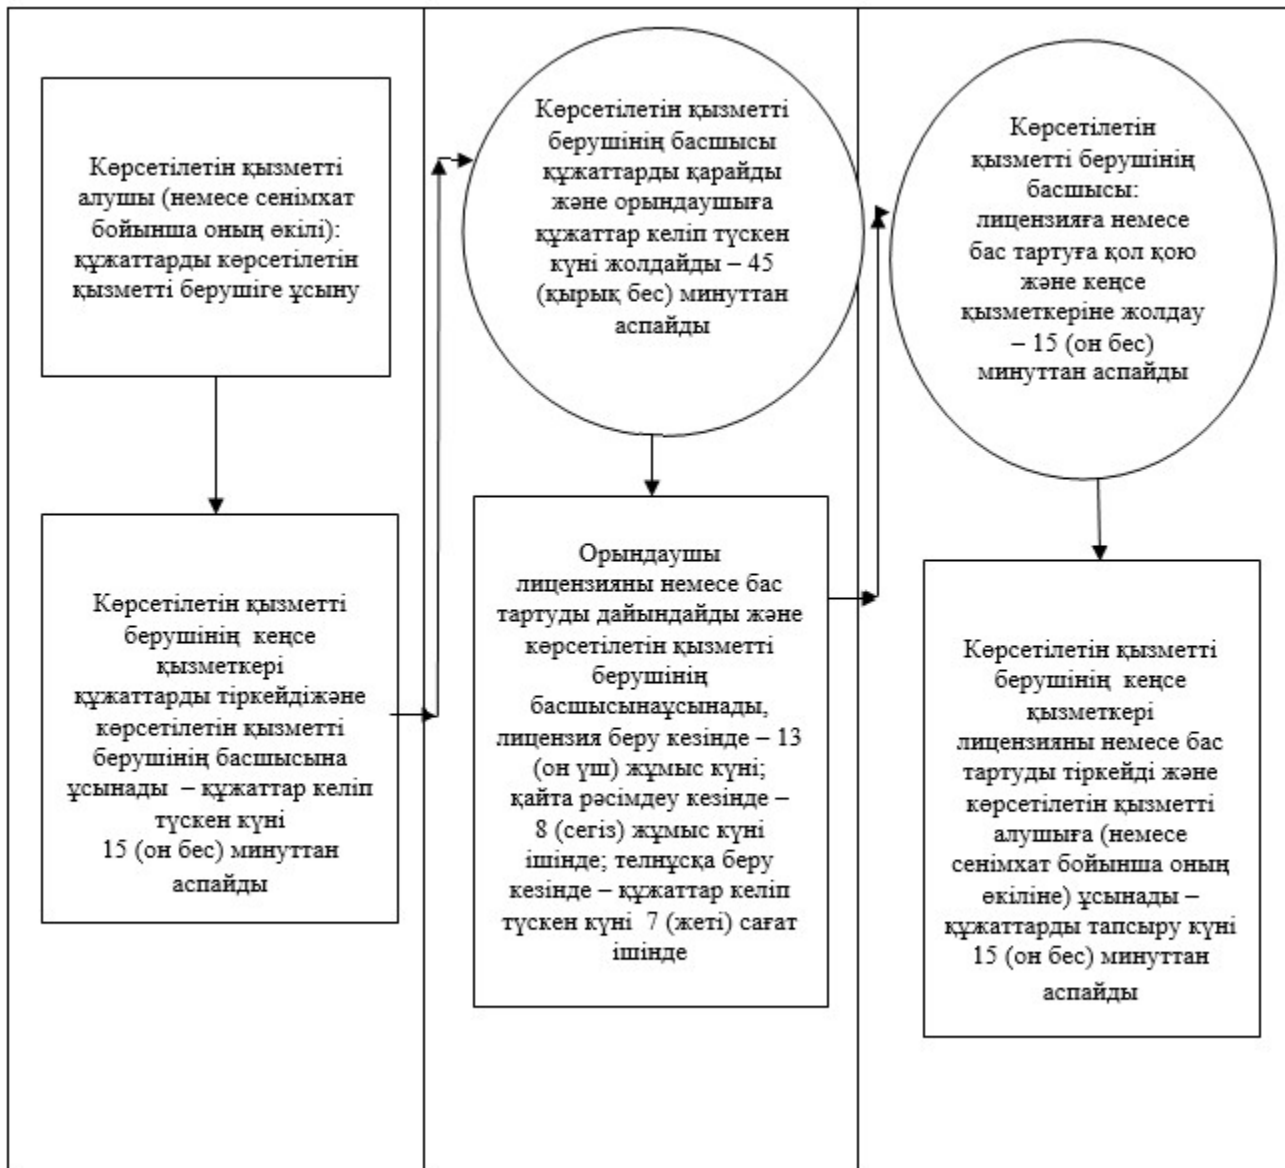 Көрсетілетін қызметті
алушы (немесе сенімхат
бойынша оның өкілі):
құжаттарды көрсетілетін
қызметті берушіге ұсыну
Көрсетілетін қызметті
берушінің кеңсе
қызметкері
құжаттарды тіркейдіжәне
көрсетілетін қызметті
берушінің басшысына
ұсынады – құжаттар келіп
түскен күні
15 (он бес) минуттан
аспайды
Көрсетілетін қызметті
берушінің басшысы
құжаттарды қарайды
және орындаушыға
құжаттар келіп түскен
күні жолдайды – 45
(қырық бес) минуттан
аспайды
Орындаушы
лицензияны немесе бас
тартуды дайындайды және
көрсетілетін қызметті
берушінің
басшысынаұсынады,
лицензия беру кезінде – 13
(он үш) жұмыс күні;
қайта рәсімдеу кезінде –
8 (сегіз) жұмыс күні
ішінде; телнұсқа беру
кезінде – құжаттар келіп
түскен күні 7 (жеті) сағат
ішінде
Көрсетілетін
қызметті берушінің
басшысы:
лицензияға немесе
бас тартуға қол қою
және кеңсе
қызметкеріне жолдау
– 15 (он бес)
минуттан аспайды
Көрсетілетін қызметті
берушінің кеңсе
қызметкері
лицензияны немесе бас
тартуды тіркейді және
көрсетілетін қызметті
алушыға (немесе
сенімхат бойынша оның
өкіліне) ұсынады –
құжаттарды тапсыру күні
15 (он бес) минуттан
аспайды